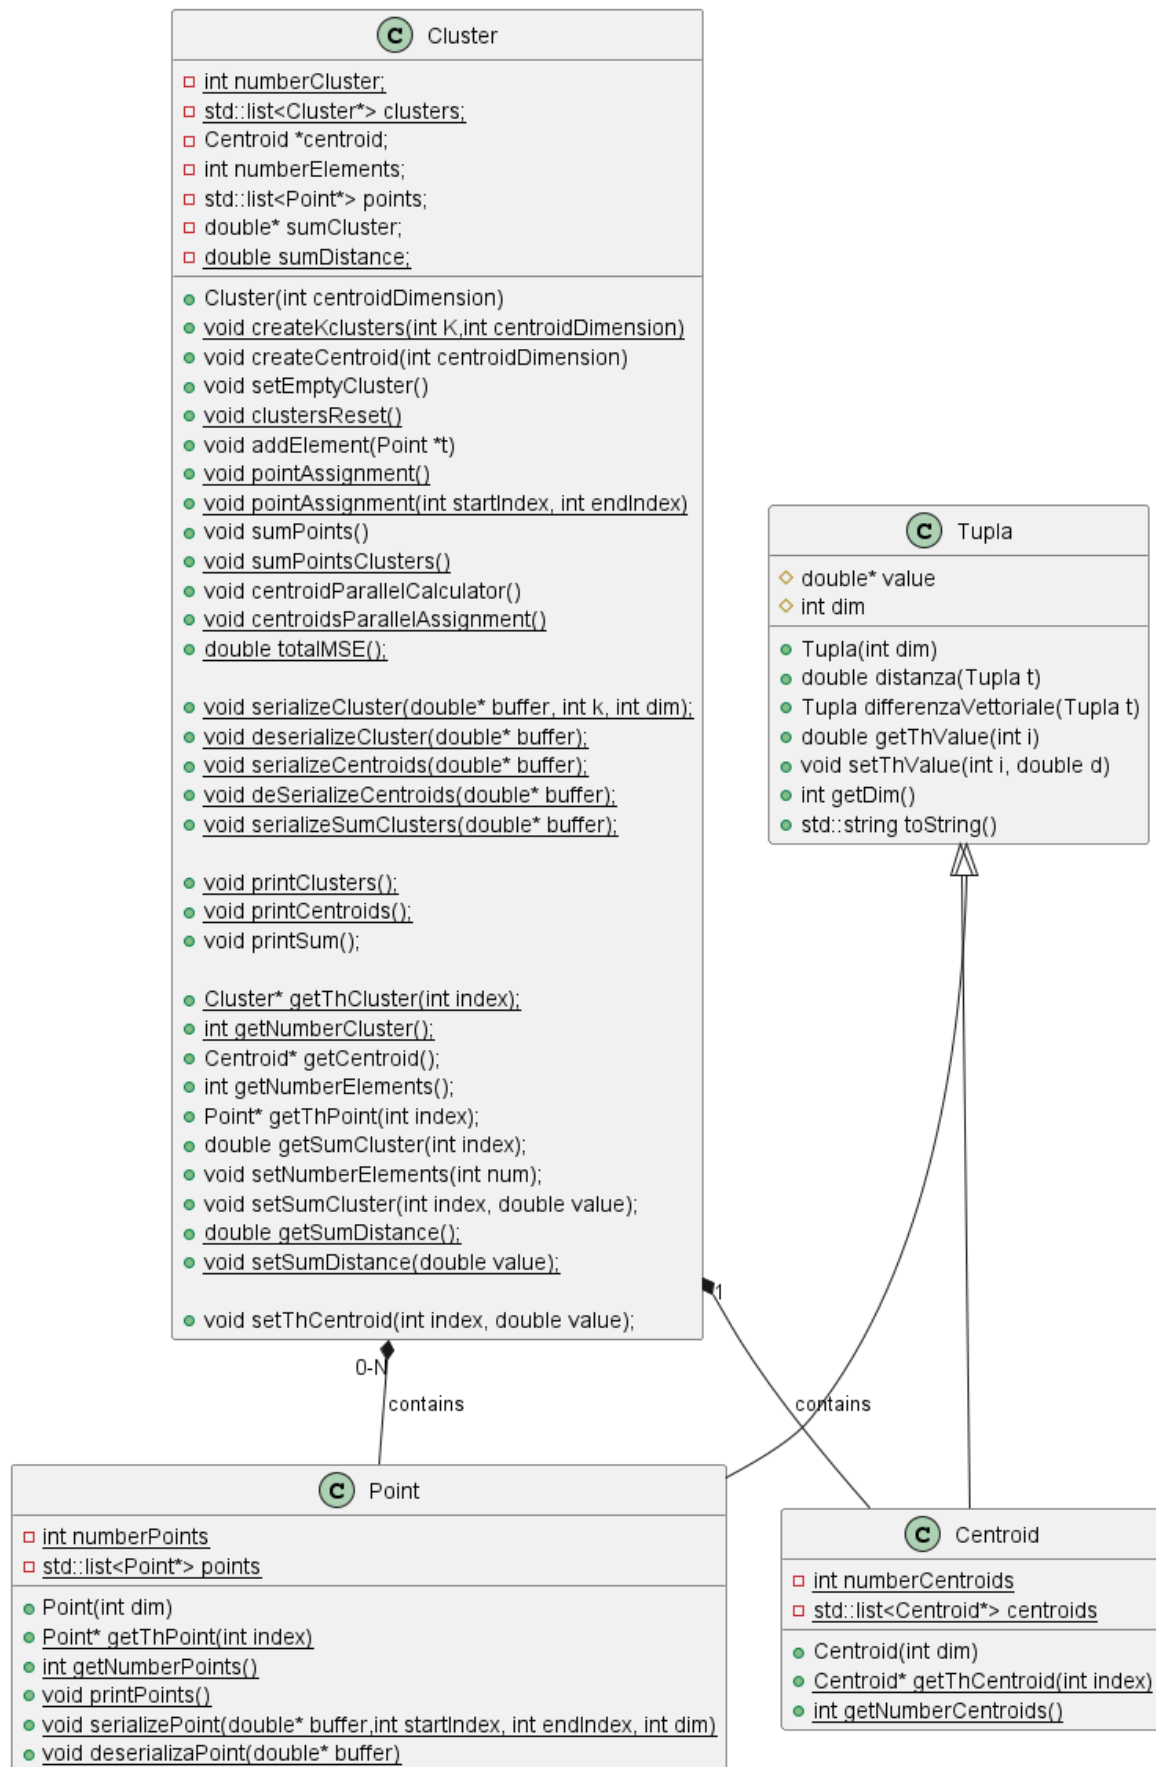 C Cluster
int numberCluster;
std::list<Cluster*> clusters;
Centroid *centroid;
int numberElements;
std::list<Point*> points;
double* sumCluster;
double sumDistance;
Cluster(int centroidDimension)
void createKclusters(int K,int centroidDimension)
void createCentroid(int centroidDimension)
void setEmptyCluster()
void clustersReset()
void addElement(Point *t)
void pointAssignment()
void pointAssignment(int startIndex, int endIndex)
void sumPoints()
void sumPointsClusters()
void centroidParallelCalculator()
void centroidsParallelAssignment()
double totalMSE();
void serializeCluster(double* buffer, int k, int dim);
void deserializeCluster(double* buffer);
void serializeCentroids(double* buffer);
void deSerializeCentroids(double* buffer);
void serializeSumClusters(double* buffer);
void printClusters();
void printCentroids();
void printSum();
Cluster* getThCluster(int index);
int getNumberCluster();
Centroid* getCentroid();
int getNumberElements();
Point* getThPoint(int index);
double getSumCluster(int index);
void setNumberElements(int num);
void setSumCluster(int index, double value);
double getSumDistance();
void setSumDistance(double value);
void setThCentroid(int index, double value);
C Tupla
double* value
int dim
Tupla(int dim)
double distanza(Tupla t)
Tupla differenzaVettoriale(Tupla t)
double getThValue(int i)
void setThValue(int i, double d)
int getDim()
std::string toString()
1
0-N
contains
contains
C Point
int numberPoints
std::list<Point*> points
Point(int dim)
Point* getThPoint(int index)
int getNumberPoints()
void printPoints()
void serializePoint(double* buffer,int startIndex, int endIndex, int dim)
void deserializaPoint(double* buffer)
C Centroid
int numberCentroids
std::list<Centroid*> centroids
Centroid(int dim)
Centroid* getThCentroid(int index)
int getNumberCentroids()